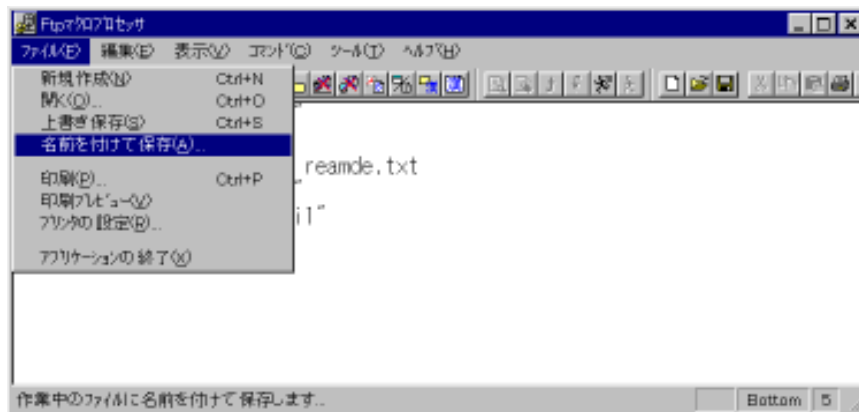 Ftpﾏｸﾛﾌﾟﾛｾｯｻ
ﾌｧｲﾙ(F) 編集(E) 表示(V) ｺﾏﾝﾄﾞ(C) ﾂｰﾙ(T) ﾍﾙﾌﾟ(H)
新規作成(N) Ctrl+N
開く(O)... Ctrl+O
上書き保存(S) Ctrl+S
名前を付けて保存(A)...
_reamde.txt
印刷(P)... Ctrl+P
印刷ﾌﾟﾚﾋﾞｭｰ(V)
il"
ﾌﾟﾘﾝﾀの設定(R)...
ｱﾌﾟﾘｹｰｼｮﾝの終了(X)
作業中のﾌｧｲﾙに名前を付けて保存します...
Bottom 5